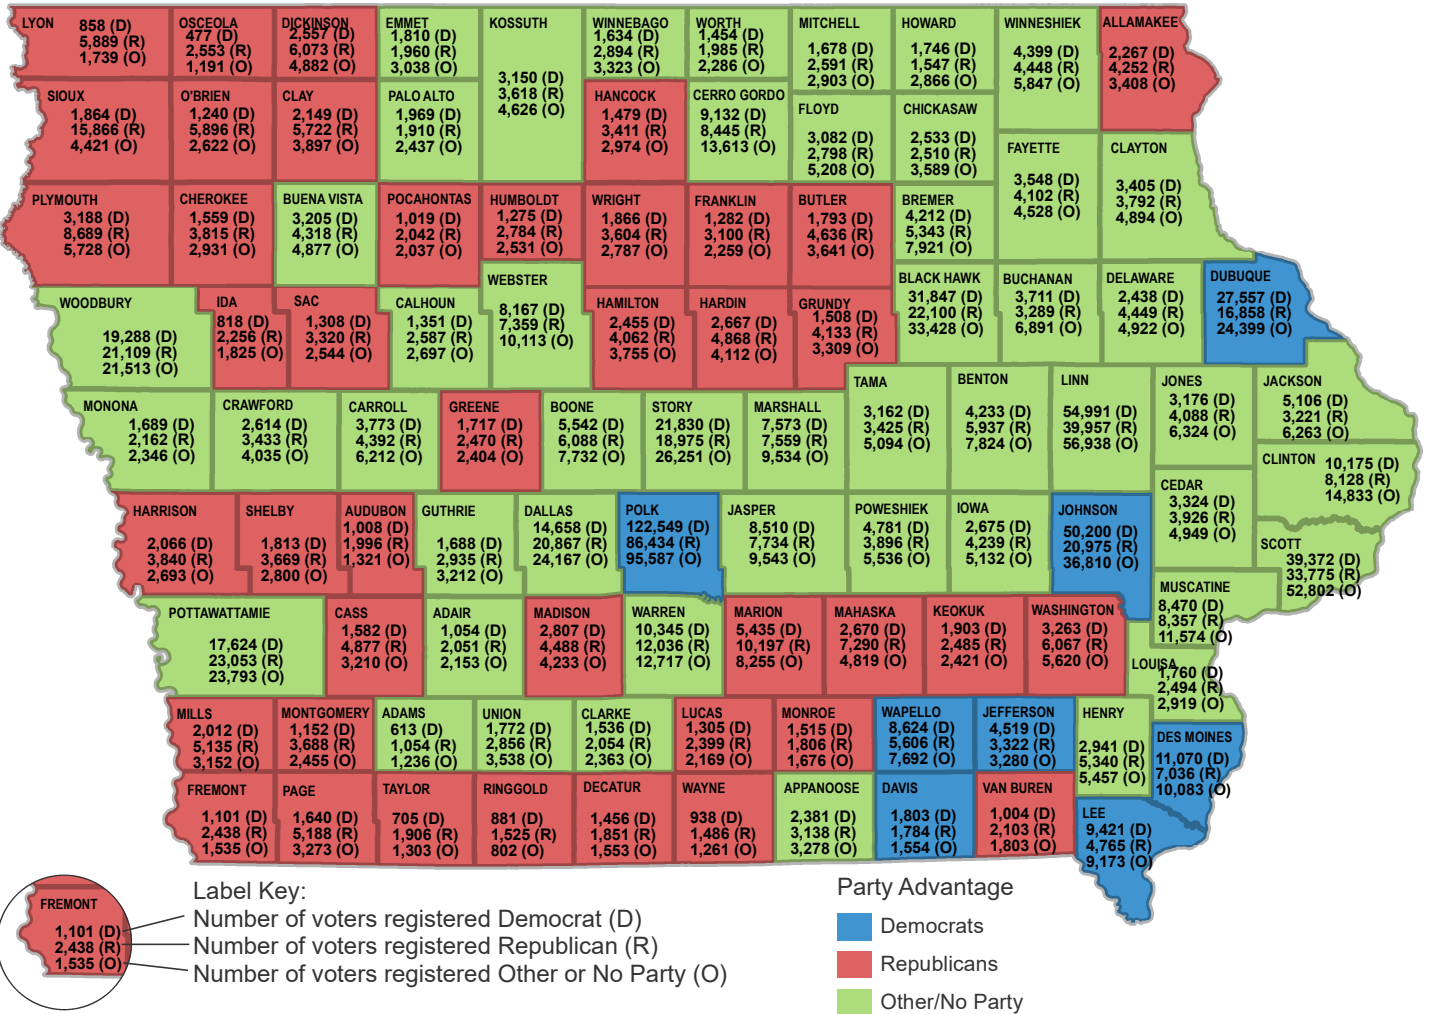 LYON
858 (D)
5,889 (R)
1,739 (O)
OSCEOLA
477 (D)
2,553 (R)
1,191 (O)
DICKINSON
2,557 (D)
6,073 (R)
4,882 (O)
EMMET
1,810 (D)
1,960 (R)
3,038 (O)
KOSSUTH
3,150 (D)
3,618 (R)
4,626 (O)
WINNEBAGO
1,634 (D)
2,894 (R)
3,323 (O)
WORTH
1,454 (D)
1,985 (R)
2,286 (O)
MITCHELL
1,678 (D)
2,591 (R)
2,903 (O)
HOWARD
1,746 (D)
1,547 (R)
2,866 (O)
WINNESHIEK
4,399 (D)
4,448 (R)
5,847 (O)
ALLAMAKEE
2,267 (D)
4,252 (R)
3,408 (O)
SIOUX
1,864 (D)
15,866 (R)
4,421 (O)
O'BRIEN
1,240 (D)
5,896 (R)
2,622 (O)
CLAY
2,149 (D)
5,722 (R)
3,897 (O)
PALO ALTO
1,969 (D)
1,910 (R)
2,437 (O)
HANCOCK
1,479 (D)
3,411 (R)
2,974 (O)
CERRO GORDO
9,132 (D)
8,445 (R)
13,613 (O)
FLOYD
3,082 (D)
2,798 (R)
5,208 (O)
CHICKASAW
2,533 (D)
2,510 (R)
3,589 (O)
FAYETTE
3,548 (D)
4,102 (R)
4,528 (O)
CLAYTON
3,405 (D)
3,792 (R)
4,894 (O)
PLYMOUTH
3,188 (D)
8,689 (R)
5,728 (O)
CHEROKEE
1,559 (D)
3,815 (R)
2,931 (O)
BUENA VISTA
3,205 (D)
4,318 (R)
4,877 (O)
POCAHONTAS
1,019 (D)
2,042 (R)
2,037 (O)
HUMBOLDT
1,275 (D)
2,784 (R)
2,531 (O)
WRIGHT
1,866 (D)
3,604 (R)
2,787 (O)
FRANKLIN
1,282 (D)
3,100 (R)
2,259 (O)
BUTLER
1,793 (D)
4,636 (R)
3,641 (O)
BREMER
4,212 (D)
5,343 (R)
7,921 (O)
WOODBURY
19,288 (D)
21,109 (R)
21,513 (O)
IDA
818 (D)
2,256 (R)
1,825 (O)
SAC
1,308 (D)
3,320 (R)
2,544 (O)
CALHOUN
1,351 (D)
2,587 (R)
2,697 (O)
WEBSTER
8,167 (D)
7,359 (R)
10,113 (O)
HAMILTON
2,455 (D)
4,062 (R)
3,755 (O)
HARDIN
2,667 (D)
4,868 (R)
4,112 (O)
GRUNDY
1,508 (D)
4,133 (R)
3,309 (O)
BLACK HAWK
31,847 (D)
22,100 (R)
33,428 (O)
BUCHANAN
3,711 (D)
3,289 (R)
6,891 (O)
DELAWARE
2,438 (D)
4,449 (R)
4,922 (O)
DUBUQUE
27,557 (D)
16,858 (R)
24,399 (O)
MONONA
1,689 (D)
2,162 (R)
2,346 (O)
CRAWFORD
2,614 (D)
3,433 (R)
4,035 (O)
CARROLL
3,773 (D)
4,392 (R)
6,212 (O)
GREENE
1,717 (D)
2,470 (R)
2,404 (O)
BOONE
5,542 (D)
6,088 (R)
7,732 (O)
STORY
21,830 (D)
18,975 (R)
26,251 (O)
MARSHALL
7,573 (D)
7,559 (R)
9,534 (O)
TAMA
3,162 (D)
3,425 (R)
5,094 (O)
BENTON
4,233 (D)
5,937 (R)
7,824 (O)
LINN
54,991 (D)
39,957 (R)
56,938 (O)
JONES
3,176 (D)
4,088 (R)
6,324 (O)
JACKSON
5,106 (D)
3,221 (R)
6,263 (O)
CLINTON
10,175 (D)
8,128 (R)
14,833 (O)
CEDAR
3,324 (D)
3,926 (R)
4,949 (O)
SCOTT
39,372 (D)
33,775 (R)
52,802 (O)
HARRISON
2,066 (D)
3,840 (R)
2,693 (O)
SHELBY
1,813 (D)
3,669 (R)
2,800 (O)
AUDUBON
1,008 (D)
1,996 (R)
1,321 (O)
GUTHRIE
1,688 (D)
2,935 (R)
3,212 (O)
DALLAS
14,658 (D)
20,867 (R)
24,167 (O)
POLK
122,549 (D)
86,434 (R)
95,587 (O)
JASPER
8,510 (D)
7,734 (R)
9,543 (O)
POWESHIEK
4,781 (D)
3,896 (R)
5,536 (O)
IOWA
2,675 (D)
4,239 (R)
5,132 (O)
JOHNSON
50,200 (D)
20,975 (R)
36,810 (O)
MUSCATINE
8,470 (D)
8,357 (R)
11,574 (O)
POTTAWATTAMIE
17,624 (D)
23,053 (R)
23,793 (O)
CASS
1,582 (D)
4,877 (R)
3,210 (O)
ADAIR
1,054 (D)
2,051 (R)
2,153 (O)
MADISON
2,807 (D)
4,488 (R)
4,233 (O)
WARREN
10,345 (D)
12,036 (R)
12,717 (O)
MARION
5,435 (D)
10,197 (R)
8,255 (O)
MAHASKA
2,670 (D)
7,290 (R)
4,819 (O)
KEOKUK
1,903 (D)
2,485 (R)
2,421 (O)
WASHINGTON
3,263 (D)
6,067 (R)
5,620 (O)
LOUISA
1,760 (D)
2,494 (R)
2,919 (O)
MILLS
2,012 (D)
5,135 (R)
3,152 (O)
MONTGOMERY
1,152 (D)
3,688 (R)
2,455 (O)
ADAMS
613 (D)
1,054 (R)
1,236 (O)
UNION
1,772 (D)
2,856 (R)
3,538 (O)
CLARKE
1,536 (D)
2,054 (R)
2,363 (O)
LUCAS
1,305 (D)
2,399 (R)
2,169 (O)
MONROE
1,515 (D)
1,806 (R)
1,676 (O)
WAPELLO
8,624 (D)
5,606 (R)
7,692 (O)
JEFFERSON
4,519 (D)
3,322 (R)
3,280 (O)
HENRY
2,941 (D)
5,340 (R)
5,457 (O)
DES MOINES
11,070 (D)
7,036 (R)
10,083 (O)
FREMONT
1,101 (D)
2,438 (R)
1,535 (O)
PAGE
1,640 (D)
5,188 (R)
3,273 (O)
TAYLOR
705 (D)
1,906 (R)
1,303 (O)
RINGGOLD
881 (D)
1,525 (R)
802 (O)
DECATUR
1,456 (D)
1,851 (R)
1,553 (O)
WAYNE
938 (D)
1,486 (R)
1,261 (O)
APPANOOSE
2,381 (D)
3,138 (R)
3,278 (O)
DAVIS
1,803 (D)
1,784 (R)
1,554 (O)
VAN BUREN
1,004 (D)
2,103 (R)
1,803 (O)
LEE
9,421 (D)
4,765 (R)
9,173 (O)
FREMONT
1,101 (D)
2,438 (R)
1,535 (O)
Label Key:
Number of voters registered Democrat (D)
Number of voters registered Republican (R)
Number of voters registered Other or No Party (O)
Party Advantage
Democrats
Republicans
Other/No Party